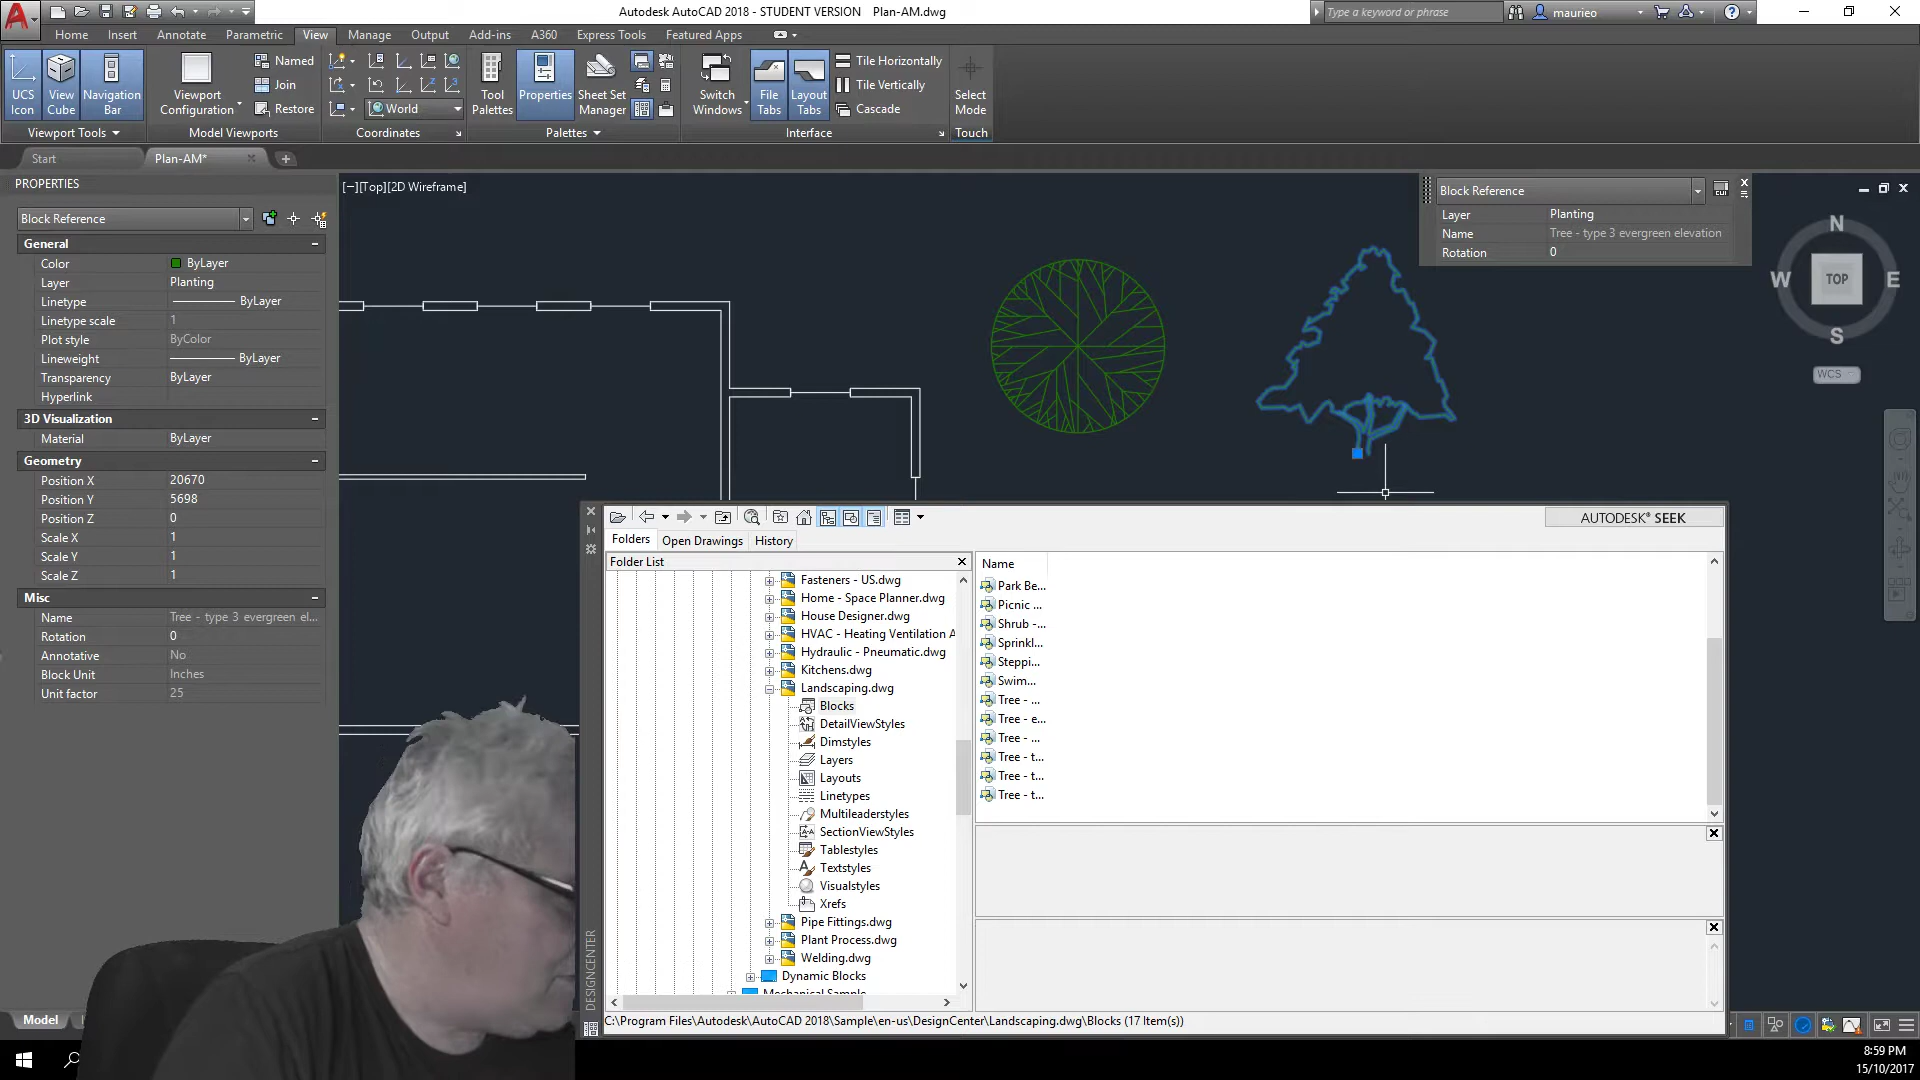 Autodesk AutoCAD 2018 - STUDENT VERSION Plan-AM.dwg
Type a keyword or phrase
maurieo
Home Insert Annotate Parametric View Manage Output Add-ins A360 Express Tools Featured Apps
UCS Icon
View Cube
Navigation Bar
Viewport Configuration
Named
Join
Restore
World
Tool Palettes
Properties
Sheet Set Manager
Switch Windows
File Tabs
Layout Tabs
Tile Horizontally
Tile Vertically
Cascade
Select Mode
Viewport Tools Model Viewports Coordinates Palettes Interface Touch
Start Plan-AM*
PROPERTIES
Block Reference
General
Color ByLayer
Layer Planting
Linetype ByLayer
Linetype scale 1
Plot style ByColor
Lineweight ByLayer
Transparency ByLayer
Hyperlink
3D Visualization
Material ByLayer
Geometry
Position X 20670
Position Y 5698
Position Z 0
Scale X 1
Scale Y 1
Scale Z 1
Misc
Name Tree - type 3 evergreen el...
Rotation 0
Annotative No
Block Unit Inches
Unit factor 25
[−][Top][2D Wireframe]
Block Reference
CUI
Layer Planting
Name Tree - type 3 evergreen elevation
Rotation 0
N
W TOP E
S
WCS
AUTODESK® SEEK
Folders Open Drawings History
Folder List
Fasteners - US.dwg
Home - Space Planner.dwg
House Designer.dwg
HVAC - Heating Ventilation A
Hydraulic - Pneumatic.dwg
Kitchens.dwg
Landscaping.dwg
Blocks
DetailViewStyles
Dimstyles
Layers
Layouts
Linetypes
Multileaderstyles
SectionViewStyles
Tablestyles
Textstyles
Visualstyles
Xrefs
Pipe Fittings.dwg
Plant Process.dwg
Welding.dwg
Dynamic Blocks
Mechanical Sample
Name
Park Be...
Picnic ...
Shrub -...
Sprinkl...
Steppi...
Swim...
Tree - ...
Tree - e...
Tree - ...
Tree - t...
Tree - t...
Tree - t...
DESIGNCENTER
C:\Program Files\Autodesk\AutoCAD 2018\Sample\en-us\DesignCenter\Landscaping.dwg\Blocks (17 Item(s))
Model
8:59 PM
15/10/2017